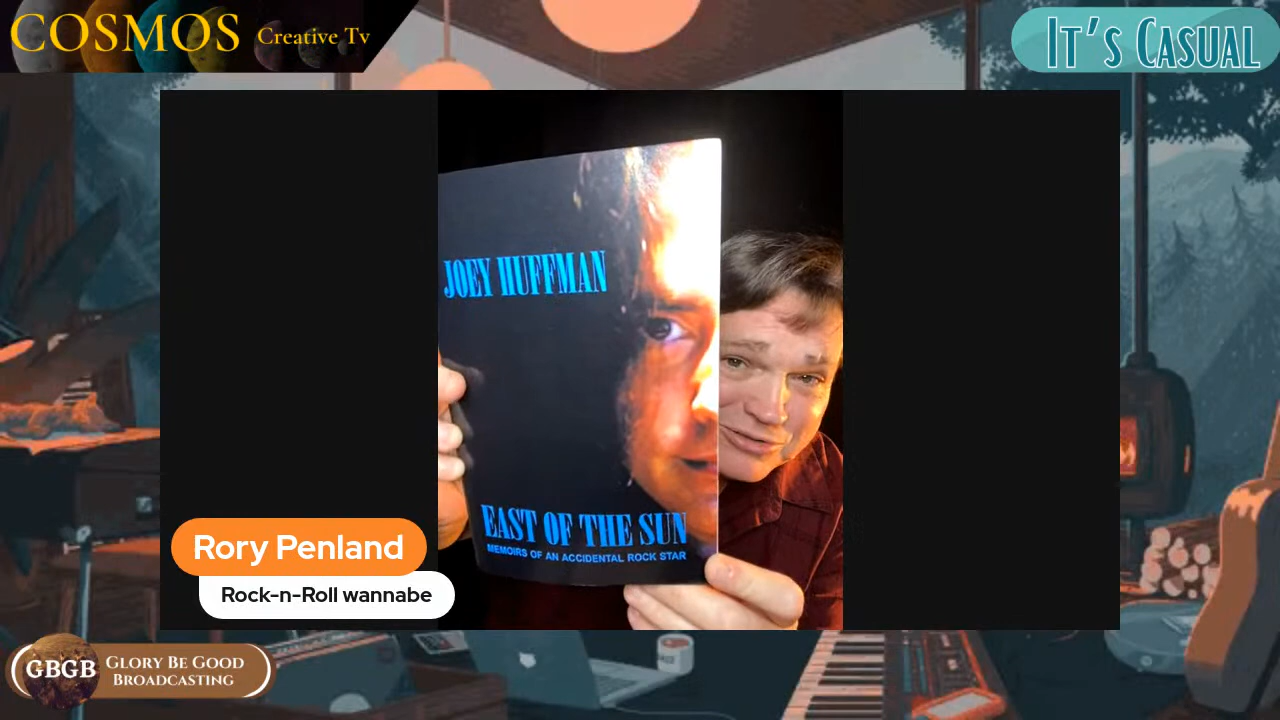 COSMOS Creative Tv
It's Casual
JOEY HUFFMAN
EAST OF THE SUN
MEMOIRS OF AN ACCIDENTAL ROCK STAR
Rory Penland
Rock-n-Roll wannabe
GBGB
GLORY BE GOOD
BROADCASTING